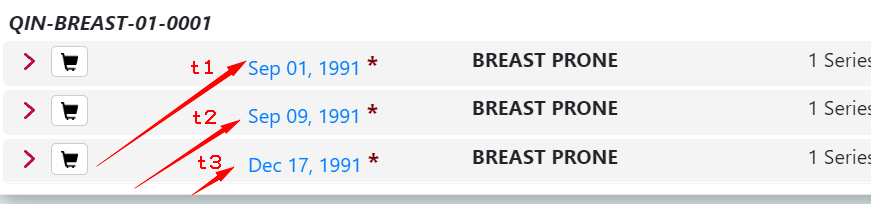 QIN-BREAST-01-0001
t1 Sep 01, 1991 * BREAST PRONE 1 Series
t2 Sep 09, 1991 * BREAST PRONE 1 Series
t3 Dec 17, 1991 * BREAST PRONE 1 Series